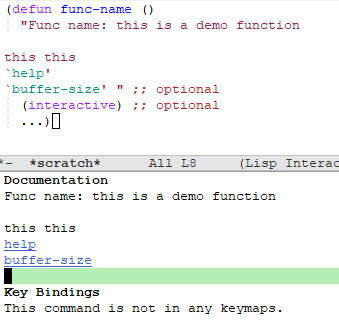 (defun func-name ()
"Func name: this is a demo function
this this
`help'
`buffer-size' " ;; optional
(interactive) ;; optional
...)
*- *scratch* All L8 (Lisp Interac
Documentation
Func name: this is a demo function
this this
help
buffer-size
Key Bindings
This command is not in any keymaps.